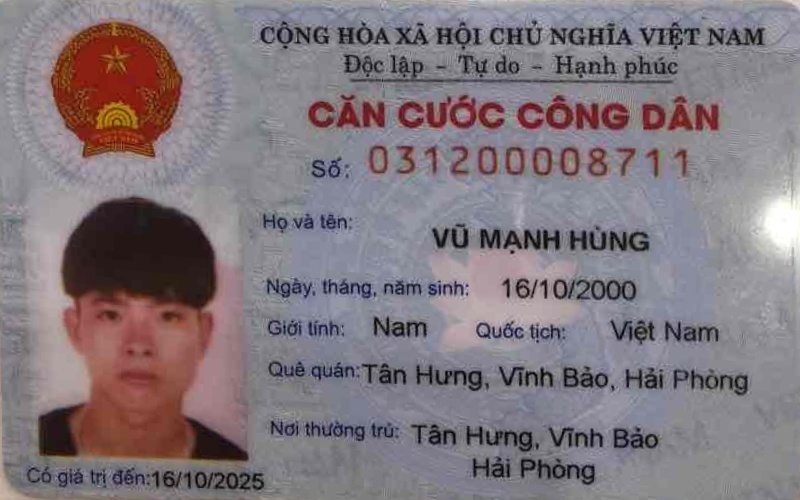 CỘNG HÒA XÃ HỘI CHỦ NGHĨA VIỆT NAM
Độc lập - Tự do - Hạnh phúc
CĂN CƯỚC CÔNG DÂN
Số: 031200008711
Họ và tên:
VŨ MẠNH HÙNG
Ngày, tháng, năm sinh: 16/10/2000
Giới tính: Nam Quốc tịch: Việt Nam
Quê quán: Tân Hưng, Vĩnh Bảo, Hải Phòng
Nơi thường trú: Tân Hưng, Vĩnh Bảo
Hải Phòng
Có giá trị đến: 16/10/2025